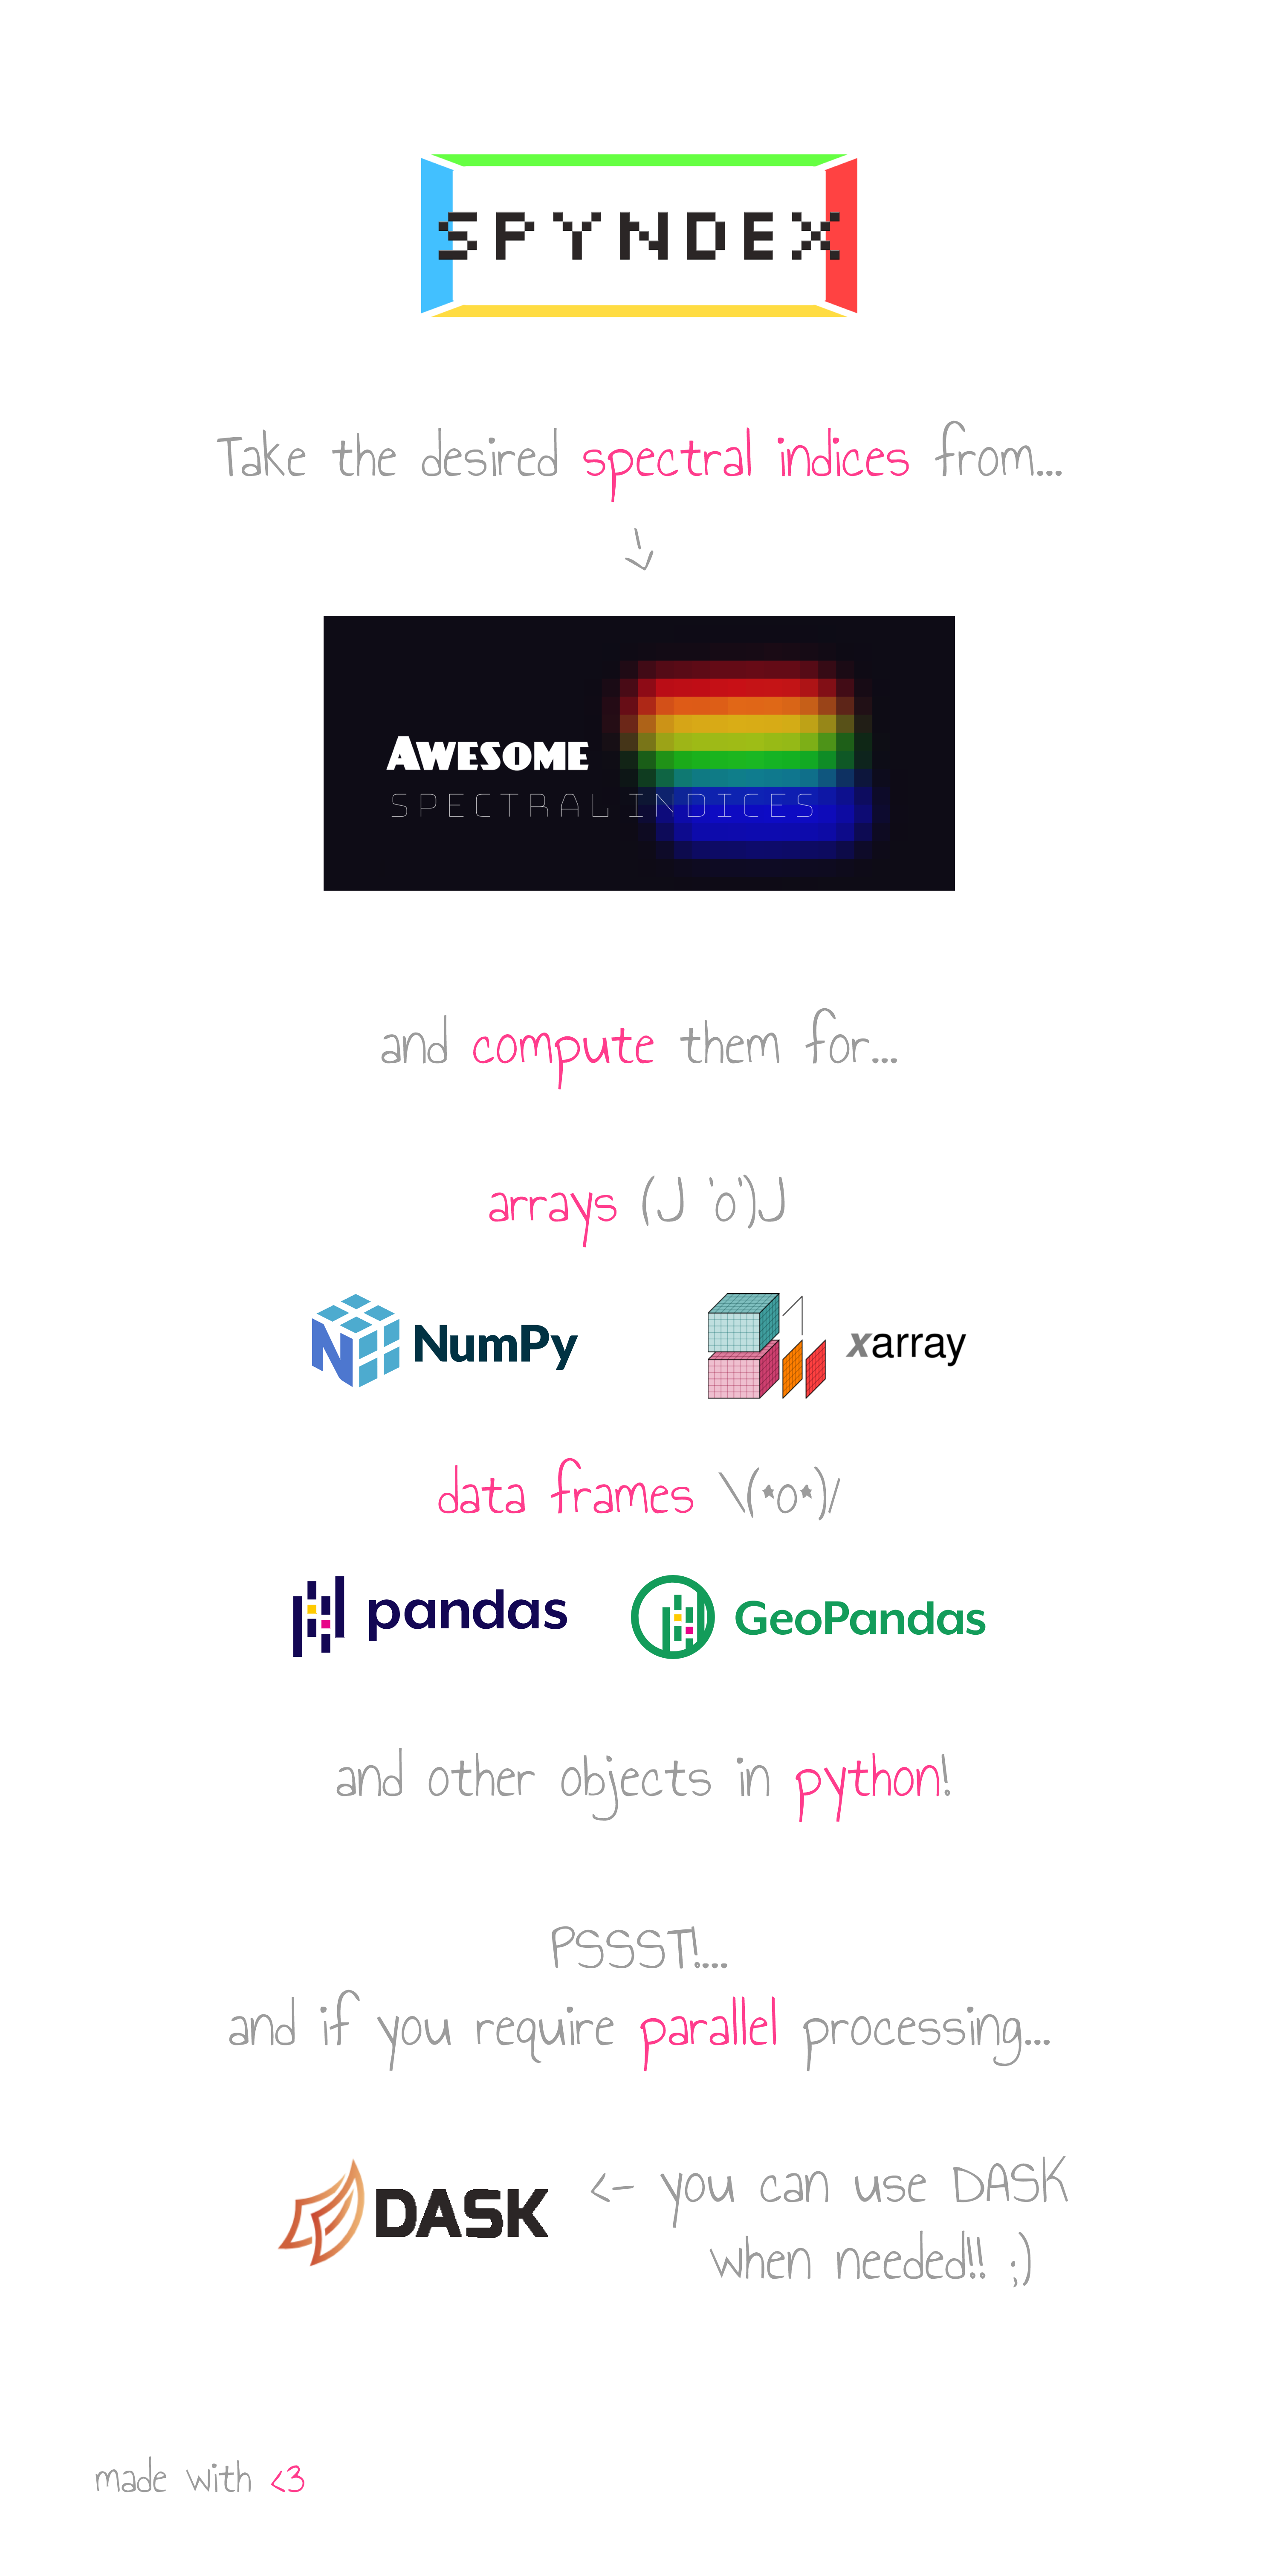 SPYNDEX
Take the desired spectral indices from...
AWESOME
SPECTRAL INDICES
and compute them for...
arrays (J 'o')J
NumPy
xarray
data frames \(*o*)/
pandas
GeoPandas
and other objects in python!
PSSST!...
and if you require parallel processing...
DASK
<- you can use DASK
when needed!! ;)
made with <3